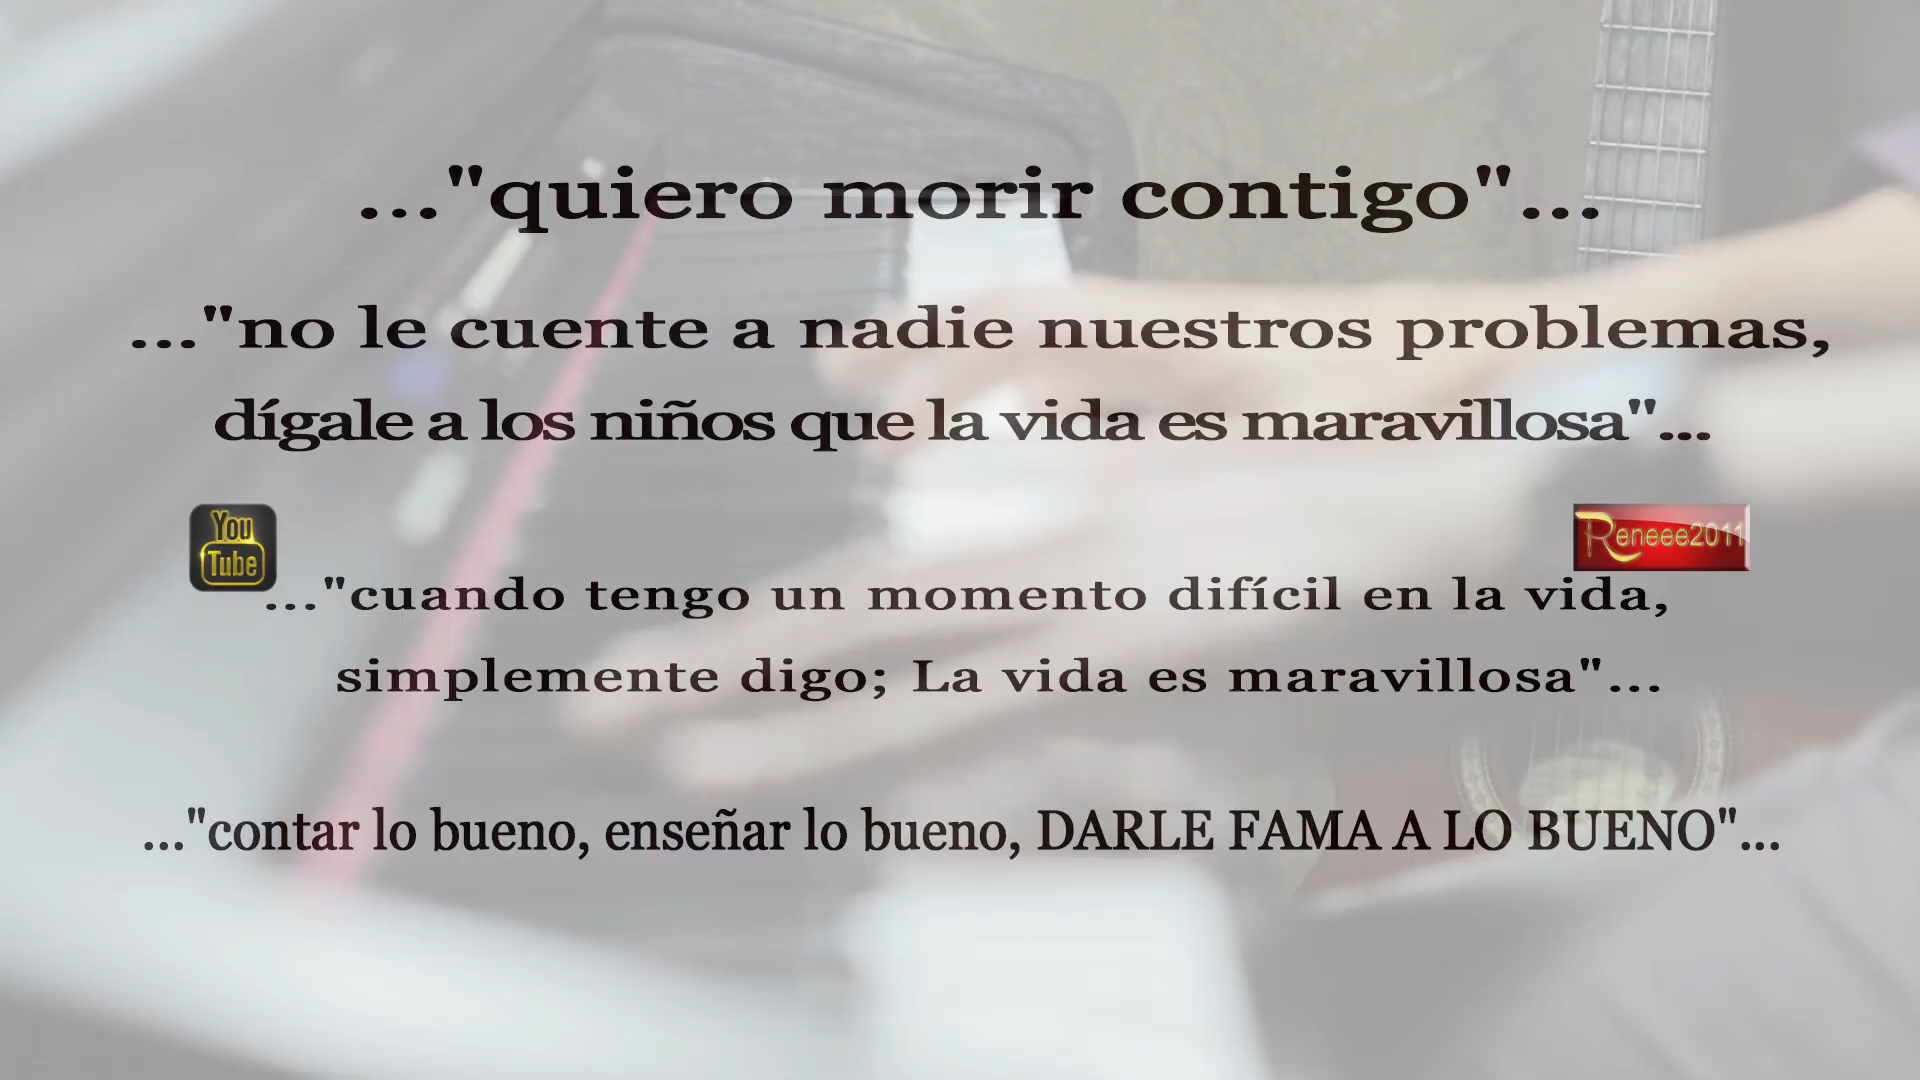 ..."quiero morir contigo"...
..."no le cuente a nadie nuestros problemas,
dígale a los niños que la vida es maravillosa"...
You
Tube
Reneee2011
..."cuando tengo un momento difícil en la vida,
simplemente digo; La vida es maravillosa"...
..."contar lo bueno, enseñar lo bueno, DARLE FAMA A LO BUENO"...